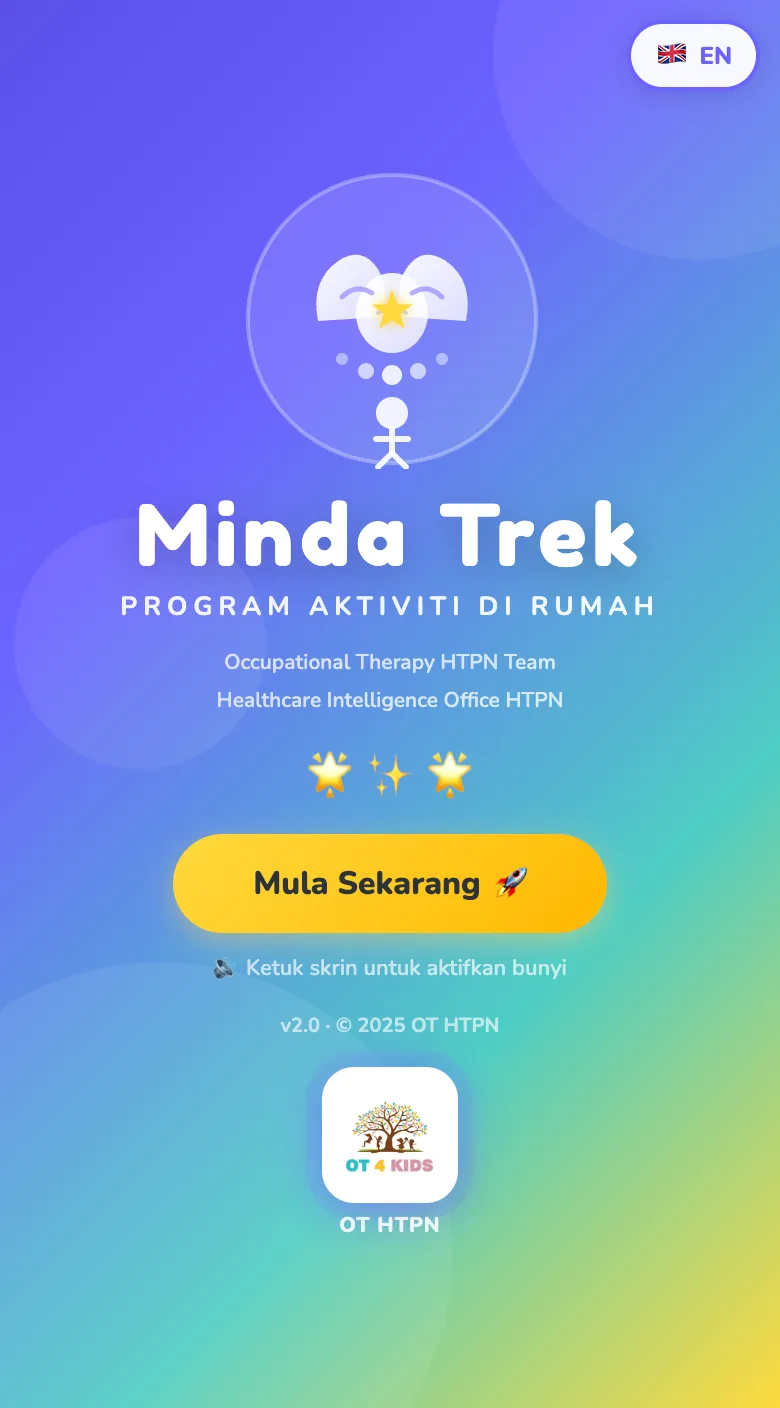 🇬🇧 EN
Minda Trek
PROGRAM AKTIVITI DI RUMAH
Occupational Therapy HTPN Team
Healthcare Intelligence Office HTPN
🌟 ✨ 🌟
Mula Sekarang 🚀
🔊 Ketuk skrin untuk aktifkan bunyi
v2.0 · © 2025 OT HTPN
OT 4 KIDS
OT HTPN